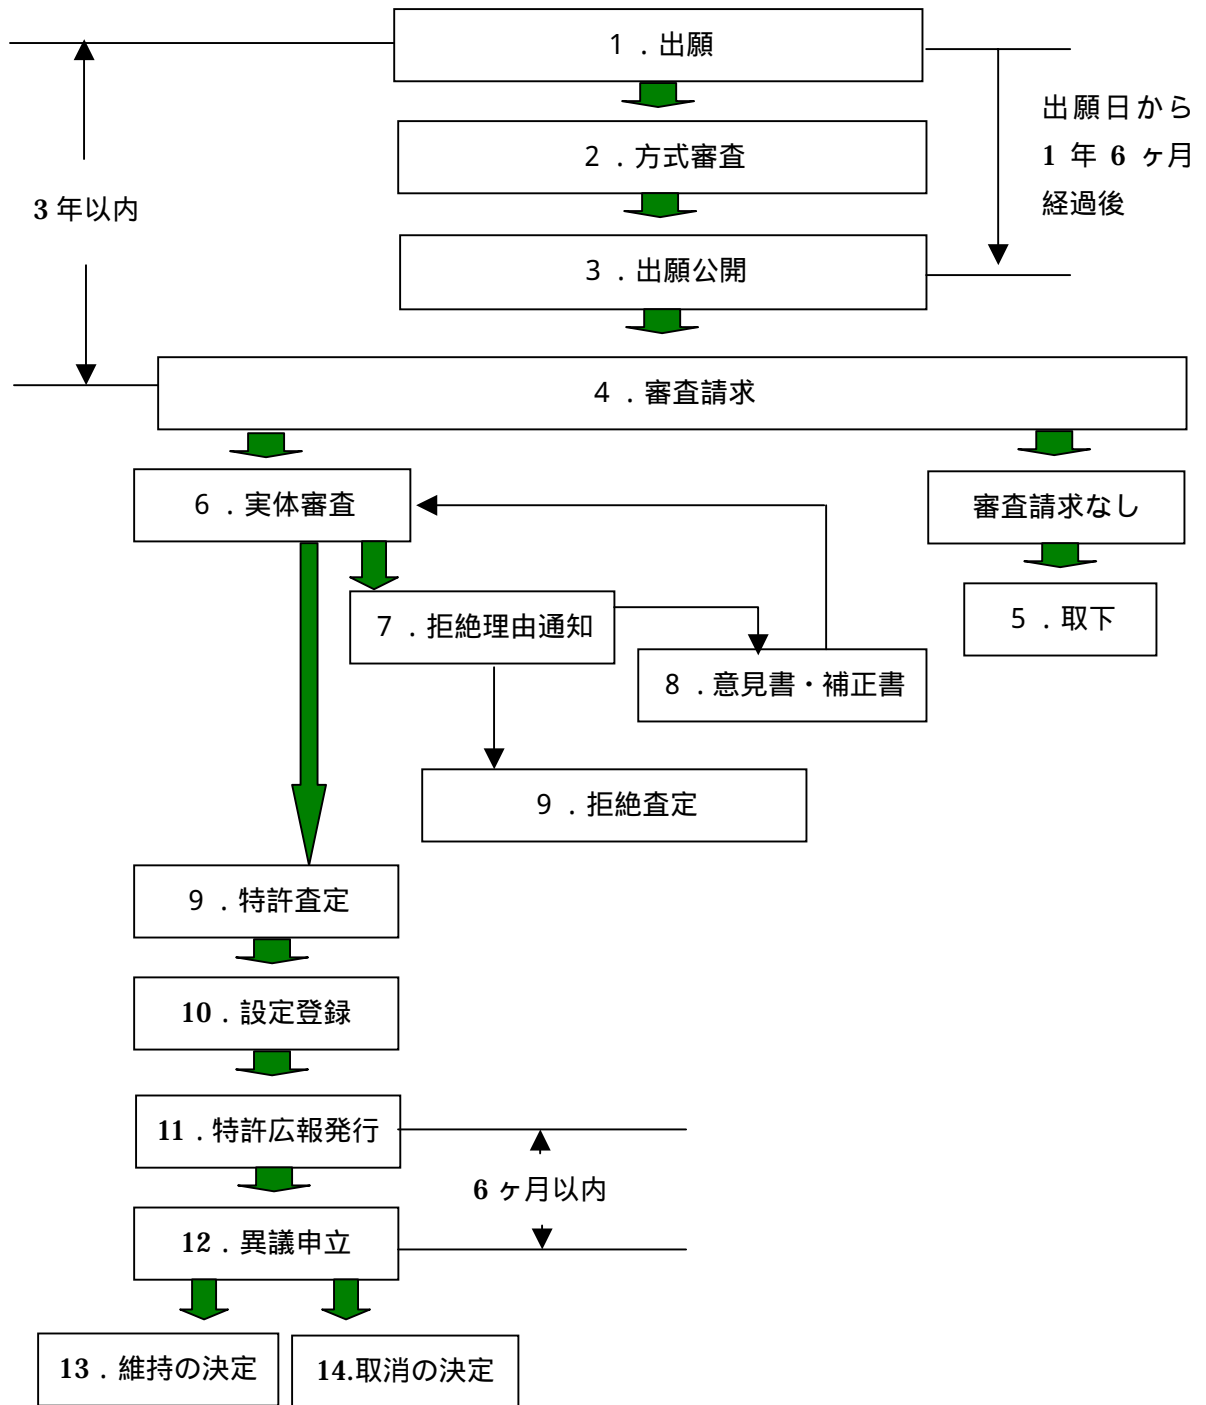 1 . 出願
出願日から
1 年 6 ヶ月
経過後
2 . 方式審査
3 年以内
3 . 出願公開
4 . 審査請求
6 . 実体審査
審査請求なし
7 . 拒絶理由通知
5 . 取下
8 . 意見書・補正書
9 . 拒絶査定
9 . 特許査定
10 . 設定登録
11 . 特許広報発行
6 ヶ月以内
12 . 異議申立
13 . 維持の決定
14.取消の決定